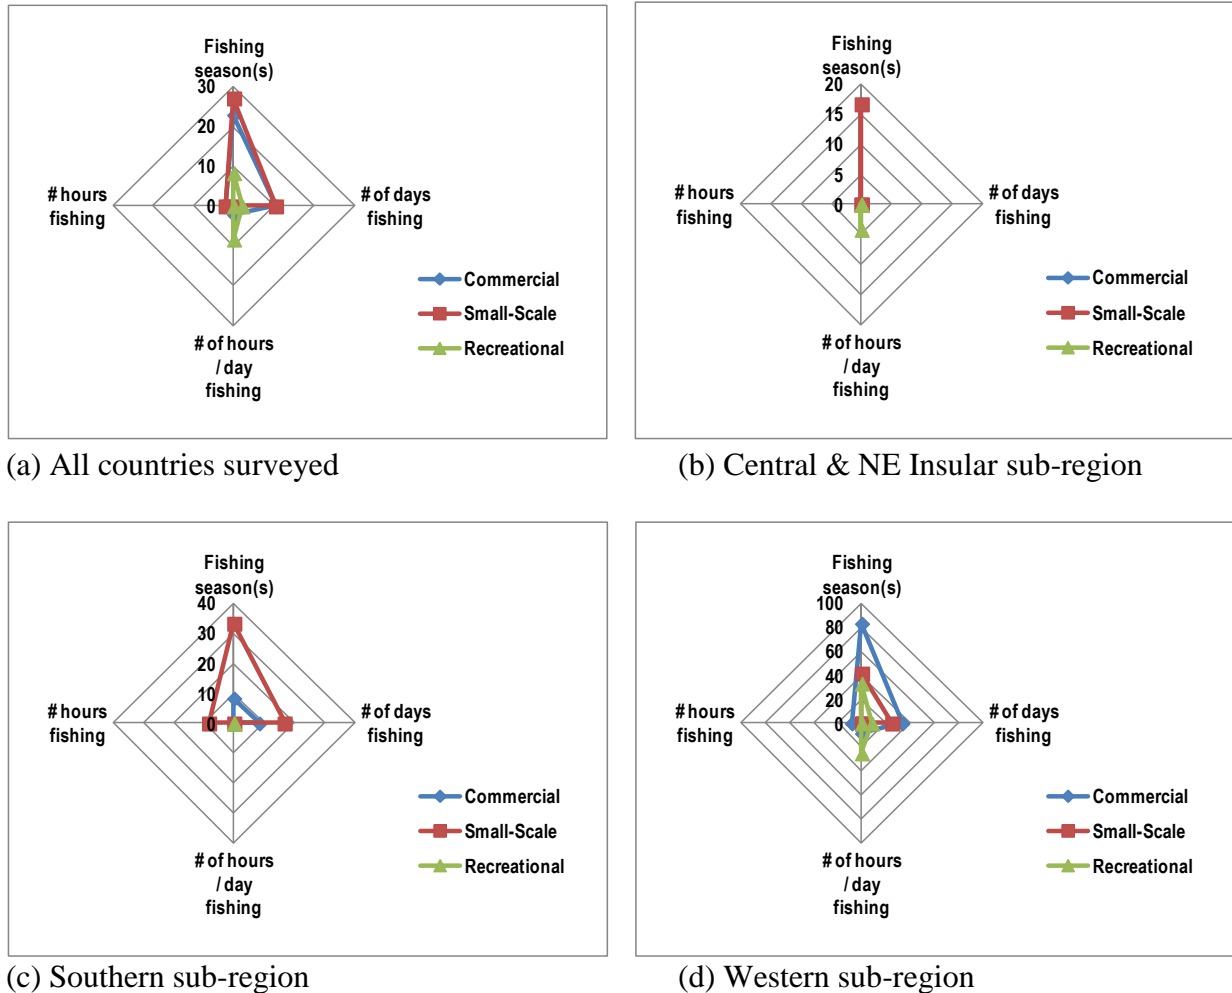 Fishing
season(s)
30
20
10
0
# hours
fishing
# of days
fishing
# of hours
/ day
fishing
Commercial
Small-Scale
Recreational
(a) All countries surveyed
Fishing
season(s)
20
15
10
5
0
# hours
fishing
# of days
fishing
# of hours
/ day
fishing
Commercial
Small-Scale
Recreational
(b) Central & NE Insular sub-region
Fishing
season(s)
40
30
20
10
0
# hours
fishing
# of days
fishing
# of hours
/ day
fishing
Commercial
Small-Scale
Recreational
(c) Southern sub-region
Fishing
season(s)
100
80
60
40
20
0
# hours
fishing
# of days
fishing
# of hours
/ day
fishing
Commercial
Small-Scale
Recreational
(d) Western sub-region